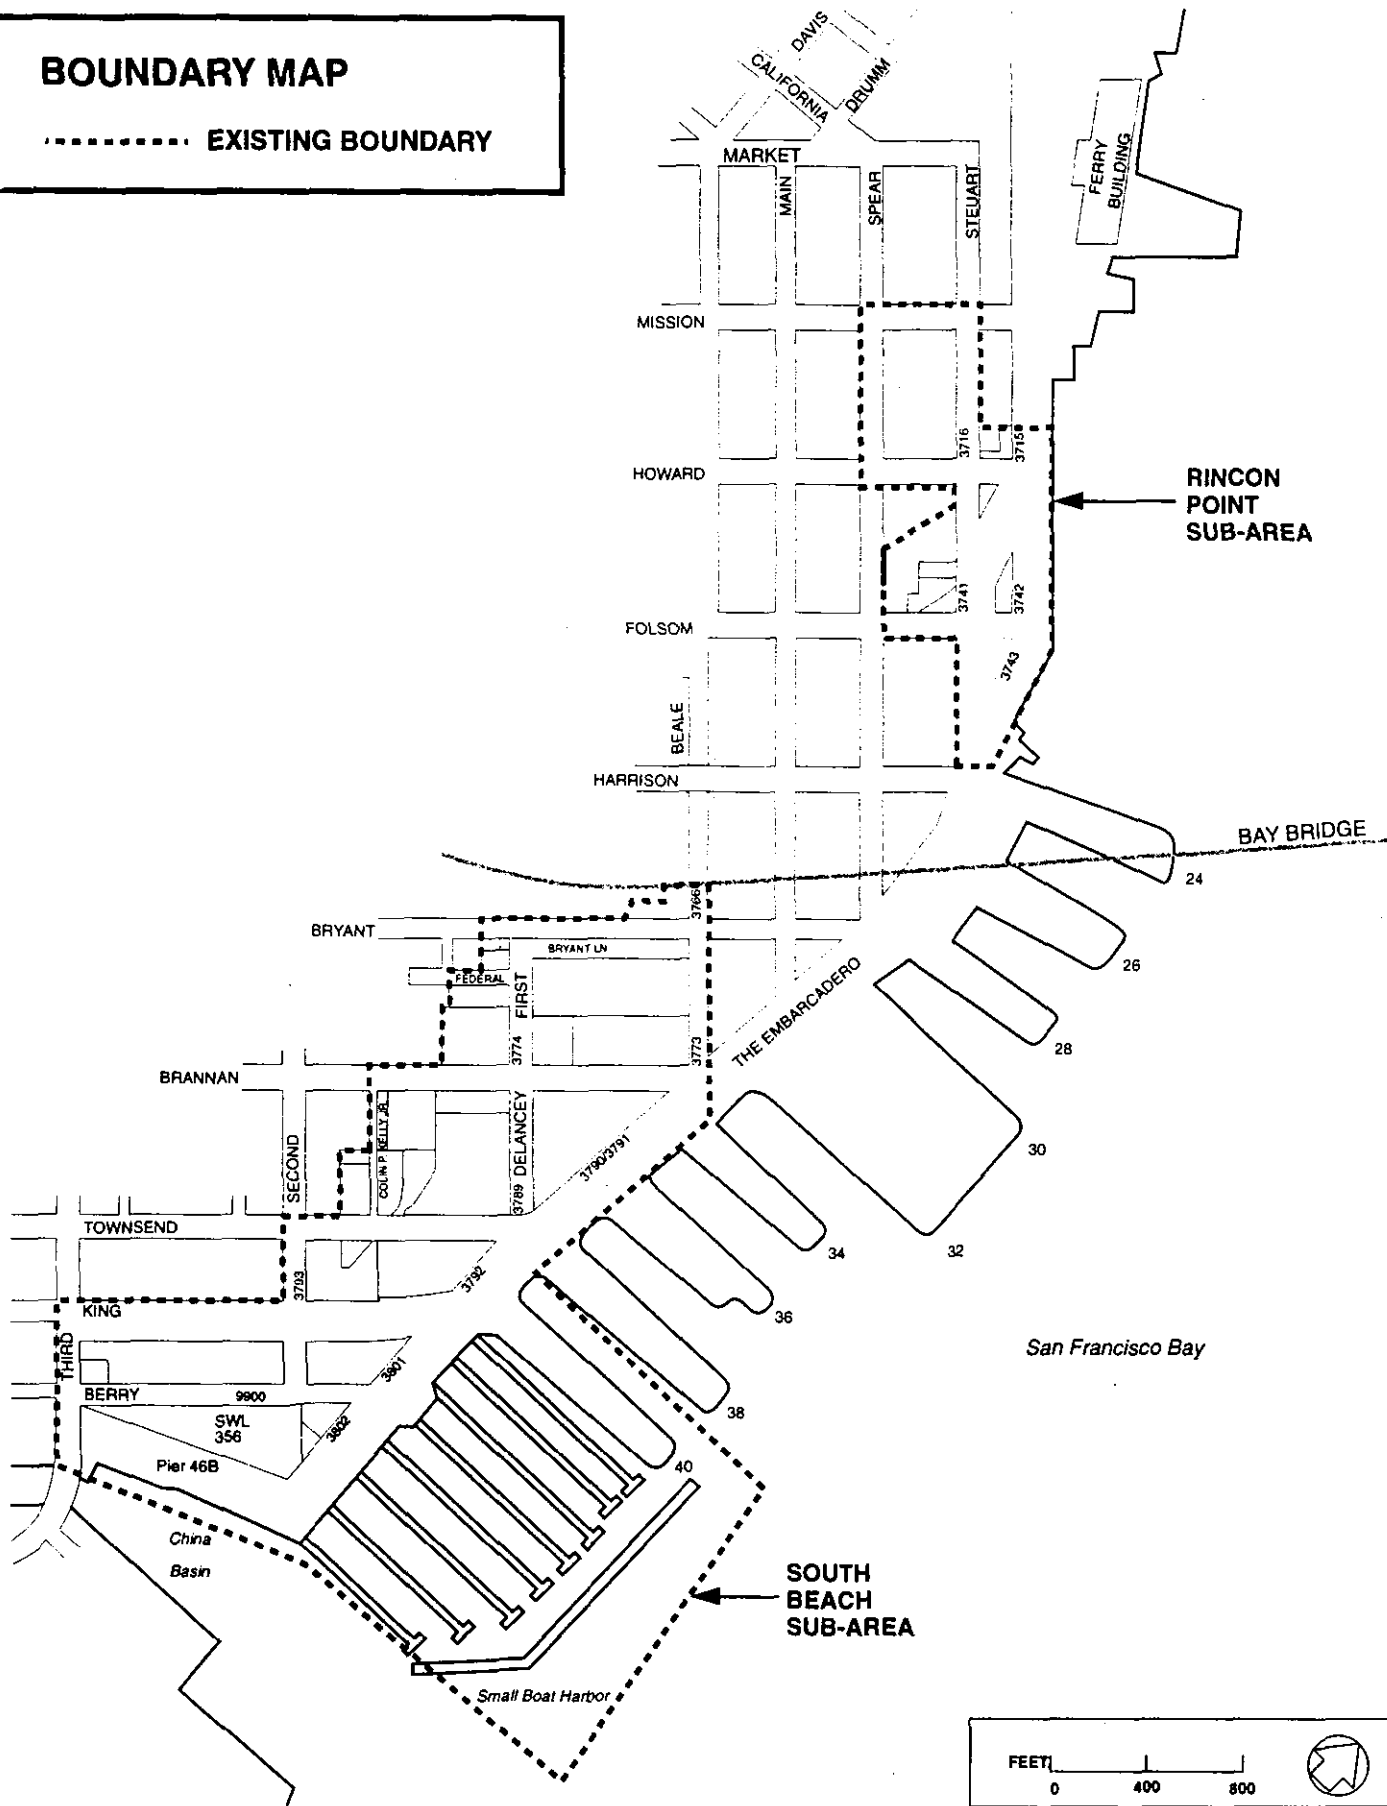 BOUNDARY MAP
EXISTING BOUNDARY
DAVIS
CALIFORNIA
DRUMM
MARKET
MAIN
SPEAR
STEUART
FERRY
BUILDING
MISSION
HOWARD
3716
3715
RINCON
POINT
SUB-AREA
FOLSOM
3741
3742
3743
BEALE
HARRISON
BAY BRIDGE
24
3766
BRYANT
BRYANT LN
FEDERAL
FIRST
26
THE EMBARCADERO
28
3774
3773
BRANNAN
COLIN P. KELLY JR.
DELANCEY
3790/3791
30
SECOND
3789
TOWNSEND
32
34
3793
3792
KING
36
THIRD
3801
San Francisco Bay
BERRY
9900
SWL
356
3802
38
Pier 46B
40
China
Basin
SOUTH
BEACH
SUB-AREA
Small Boat Harbor
FEET
0
400
800